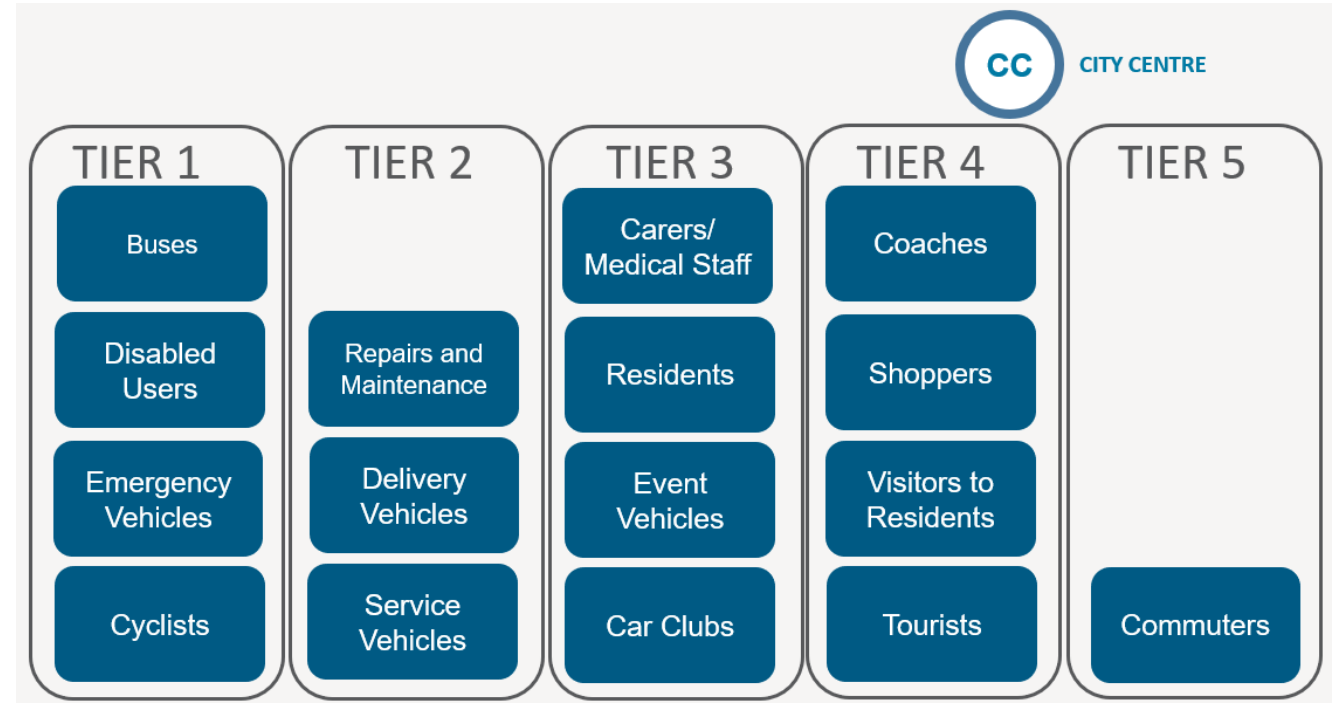 CC
CITY CENTRE
TIER 1
Buses
Disabled
Users
Emergency
Vehicles
Cyclists
TIER 2
Repairs and
Maintenance
Delivery
Vehicles
Service
Vehicles
TIER 3
Carers/
Medical Staff
Residents
Event
Vehicles
Car Clubs
TIER 4
Coaches
Shoppers
Visitors to
Residents
Tourists
TIER 5
Commuters